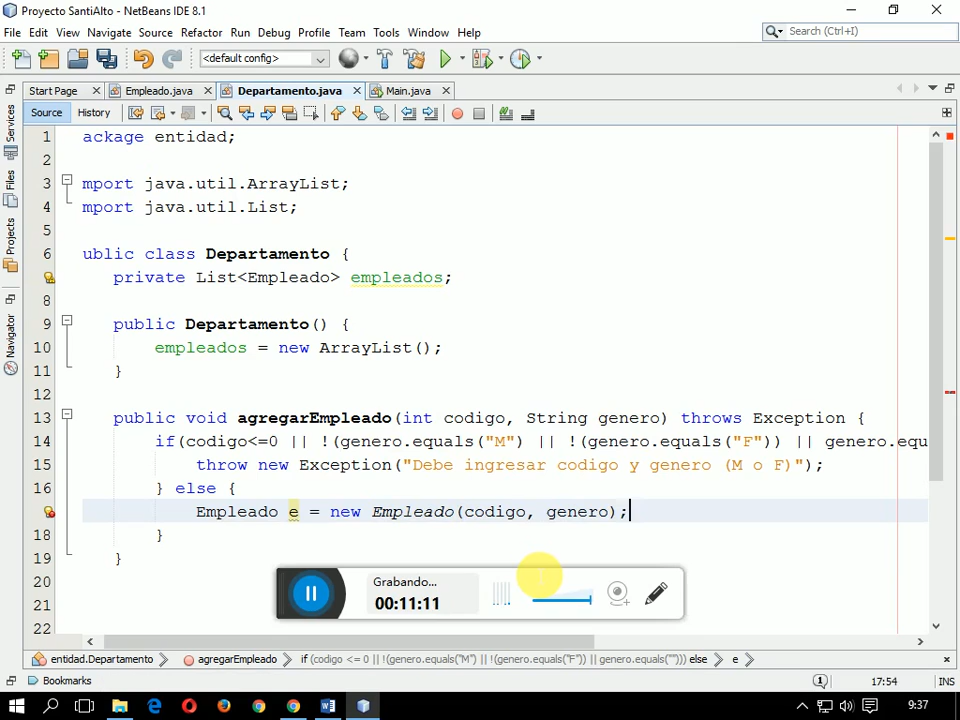 Proyecto SantiAlto - NetBeans IDE 8.1
File Edit View Navigate Source Refactor Run Debug Profile Team Tools Window Help
Search (Ctrl+I)
<default config>
Start Page Empleado.java Departamento.java Main.java
Source History
Services
Files
Projects
Navigator
1 ackage entidad;
2
3 mport java.util.ArrayList;
4 mport java.util.List;
5
6 ublic class Departamento {
private List<Empleado> empleados;
8
9 public Departamento() {
10 empleados = new ArrayList();
11 }
12
13 public void agregarEmpleado(int codigo, String genero) throws Exception {
14 if(codigo<=0 || !(genero.equals("M") || !(genero.equals("F")) || genero.equ
15 throw new Exception("Debe ingresar codigo y genero (M o F)");
16 } else {
Empleado e = new Empleado(codigo, genero);
18 }
19 }
20
21
22
Grabando...
00:11:11
entidad.Departamento agregarEmpleado if (codigo <= 0 || !(genero.equals("M") || !(genero.equals("F")) || genero.equals(""))) else e
Bookmarks
1 17:54 INS
9:37